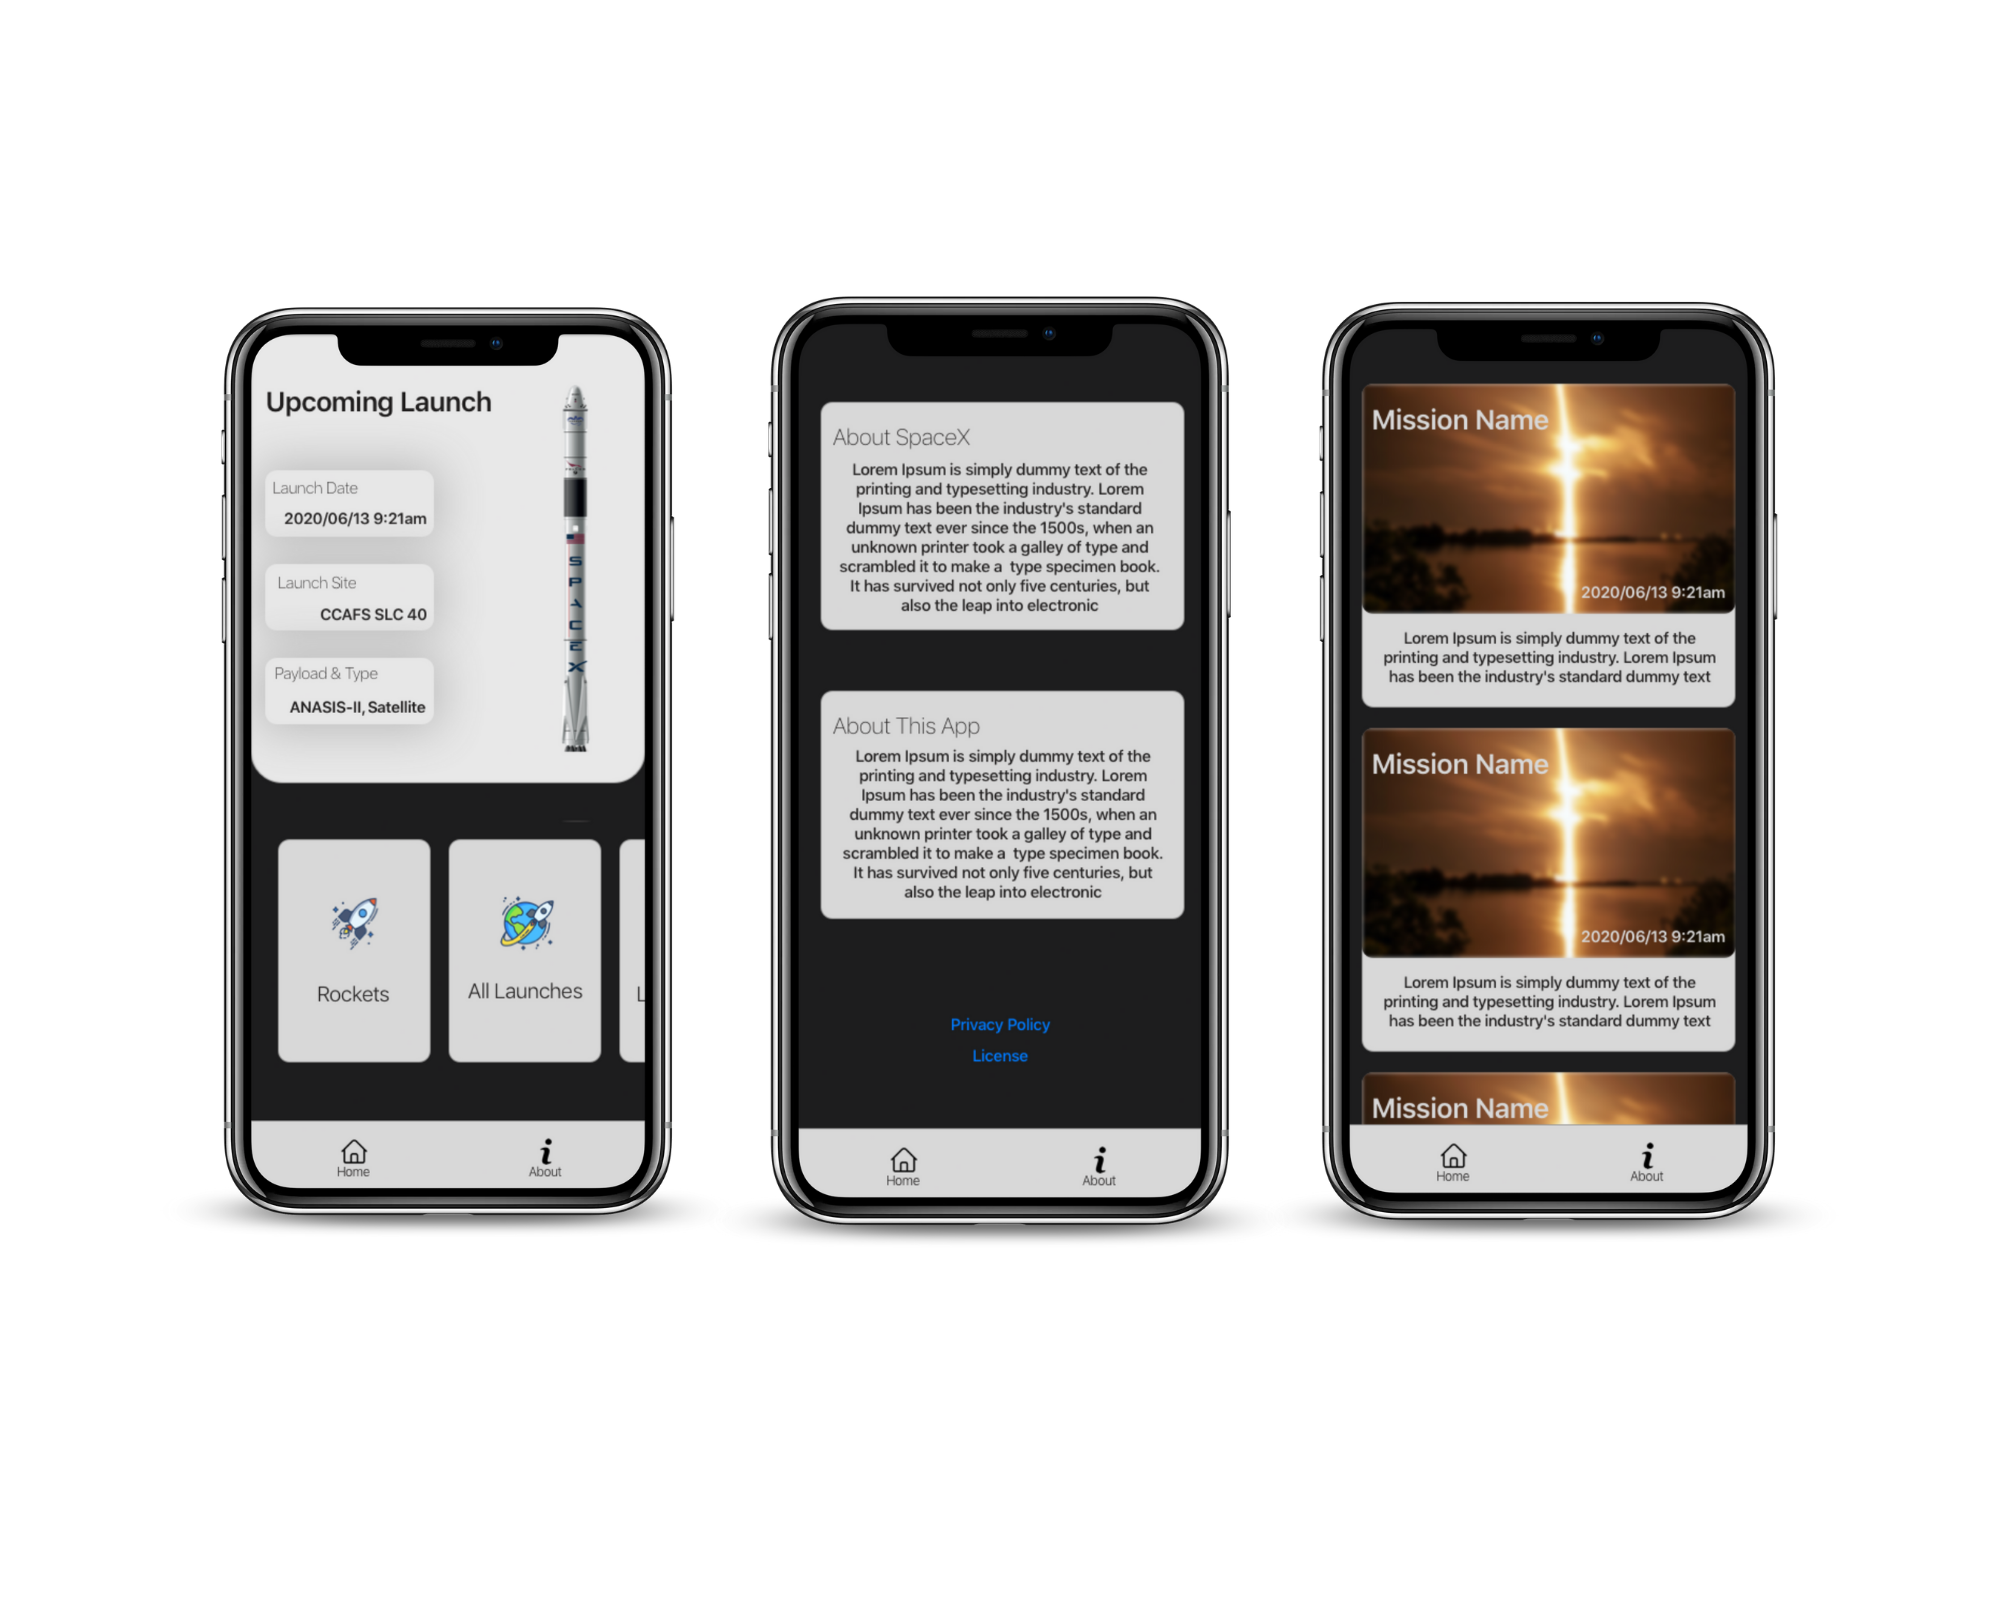 Upcoming Launch
Launch Date
2020/06/13 9:21am
Launch Site
CCAFS SLC 40
Payload & Type
ANASIS-II, Satellite
SPACEX
Rockets
All Launches
L
Home
About
About SpaceX
Lorem Ipsum is simply dummy text of the
printing and typesetting industry. Lorem
Ipsum has been the industry's standard
dummy text ever since the 1500s, when an
unknown printer took a galley of type and
scrambled it to make a  type specimen book.
It has survived not only five centuries, but
also the leap into electronic
About This App
Lorem Ipsum is simply dummy text of the
printing and typesetting industry. Lorem
Ipsum has been the industry's standard
dummy text ever since the 1500s, when an
unknown printer took a galley of type and
scrambled it to make a  type specimen book.
It has survived not only five centuries, but
also the leap into electronic
Privacy Policy
License
Home
About
Mission Name
2020/06/13 9:21am
Lorem Ipsum is simply dummy text of the
printing and typesetting industry. Lorem Ipsum
has been the industry's standard dummy text
Mission Name
2020/06/13 9:21am
Lorem Ipsum is simply dummy text of the
printing and typesetting industry. Lorem Ipsum
has been the industry's standard dummy text
Mission Name
Home
About